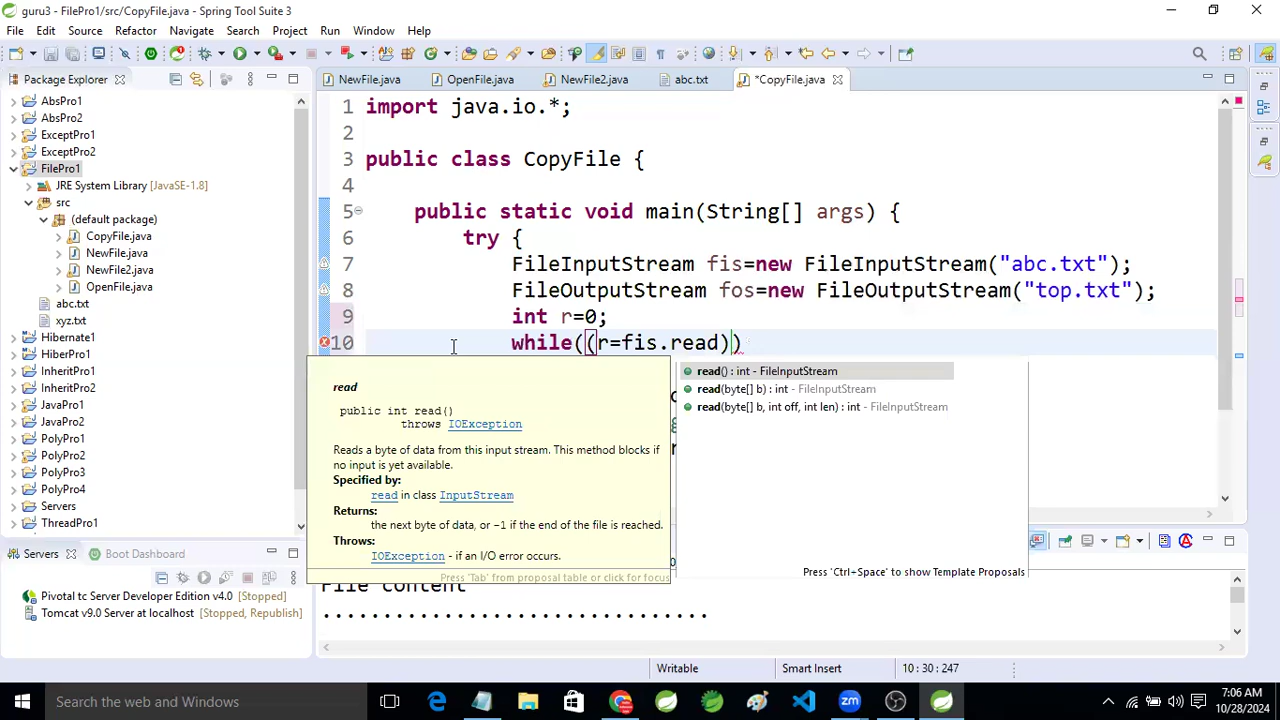 guru3 - FilePro1/src/CopyFile.java - Spring Tool Suite 3
File Edit Source Refactor Navigate Search Project Run Window Help
Package Explorer
NewFile.java OpenFile.java NewFile2.java abc.txt *CopyFile.java
AbsPro1
AbsPro2
ExceptPro1
ExceptPro2
FilePro1
JRE System Library [JavaSE-1.8]
src
(default package)
CopyFile.java
NewFile.java
NewFile2.java
OpenFile.java
abc.txt
xyz.txt
Hibernate1
HiberPro1
InheritPro1
InheritPro2
JavaPro1
JavaPro2
PolyPro1
PolyPro2
PolyPro3
PolyPro4
Servers
ThreadPro1
1 import java.io.*;
2
3 public class CopyFile {
4
5 public static void main(String[] args) {
6 try {
7 FileInputStream fis=new FileInputStream("abc.txt");
8 FileOutputStream fos=new FileOutputStream("top.txt");
9 int r=0;
10 while((r=fis.read))
read
public int read()
throws IOException
Reads a byte of data from this input stream. This method blocks if
no input is yet available.
Specified by:
read in class InputStream
Returns:
the next byte of data, or −1 if the end of the file is reached.
Throws:
IOException - if an I/O error occurs.
Press 'Tab' from proposal table or click for focus
read() : int - FileInputStream
read(byte[] b) : int - FileInputStream
read(byte[] b, int off, int len) : int - FileInputStream
Press 'Ctrl+Space' to show Template Proposals
Servers Boot Dashboard
Pivotal tc Server Developer Edition v4.0 [Stopped]
Tomcat v9.0 Server at localhost [Stopped, Republish]
File content
................................
Writable Smart Insert 10 : 30 : 247
Search the web and Windows
7:06 AM
10/28/2024